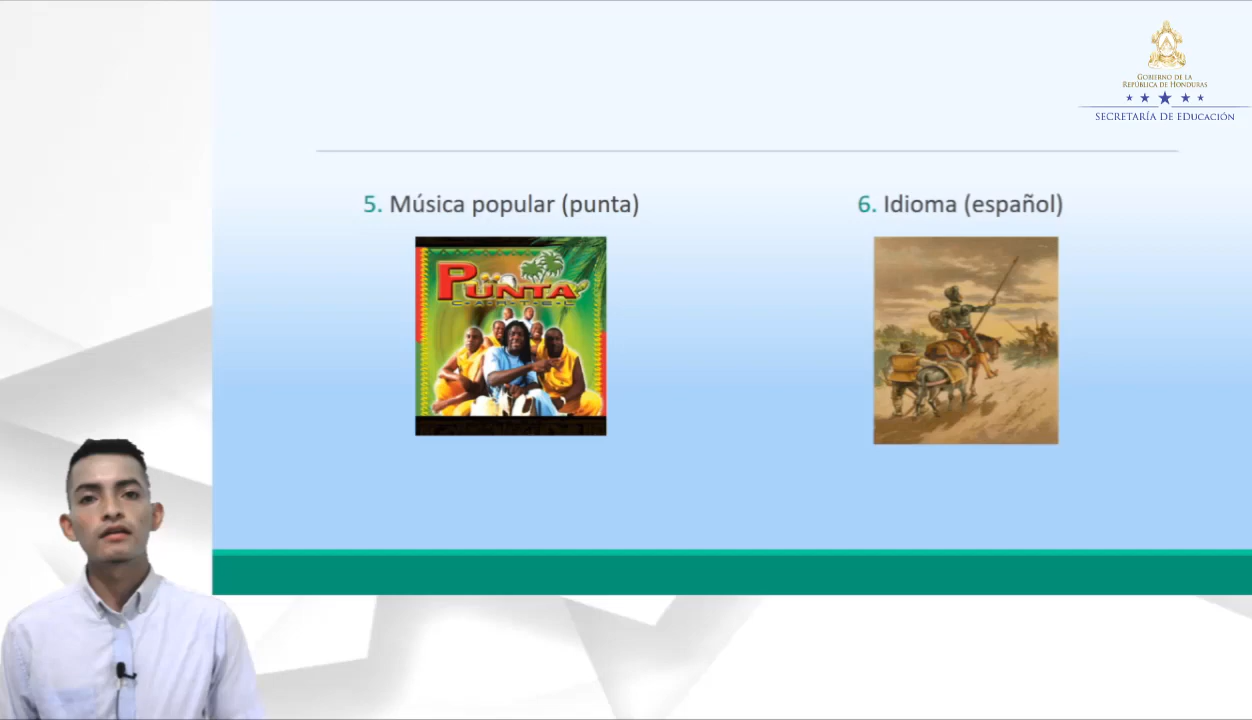 GOBIERNO DE LA
REPÚBLICA DE HONDURAS
SECRETARÍA DE EDUCACIÓN
5. Música popular (punta)
6. Idioma (español)
PUNTA